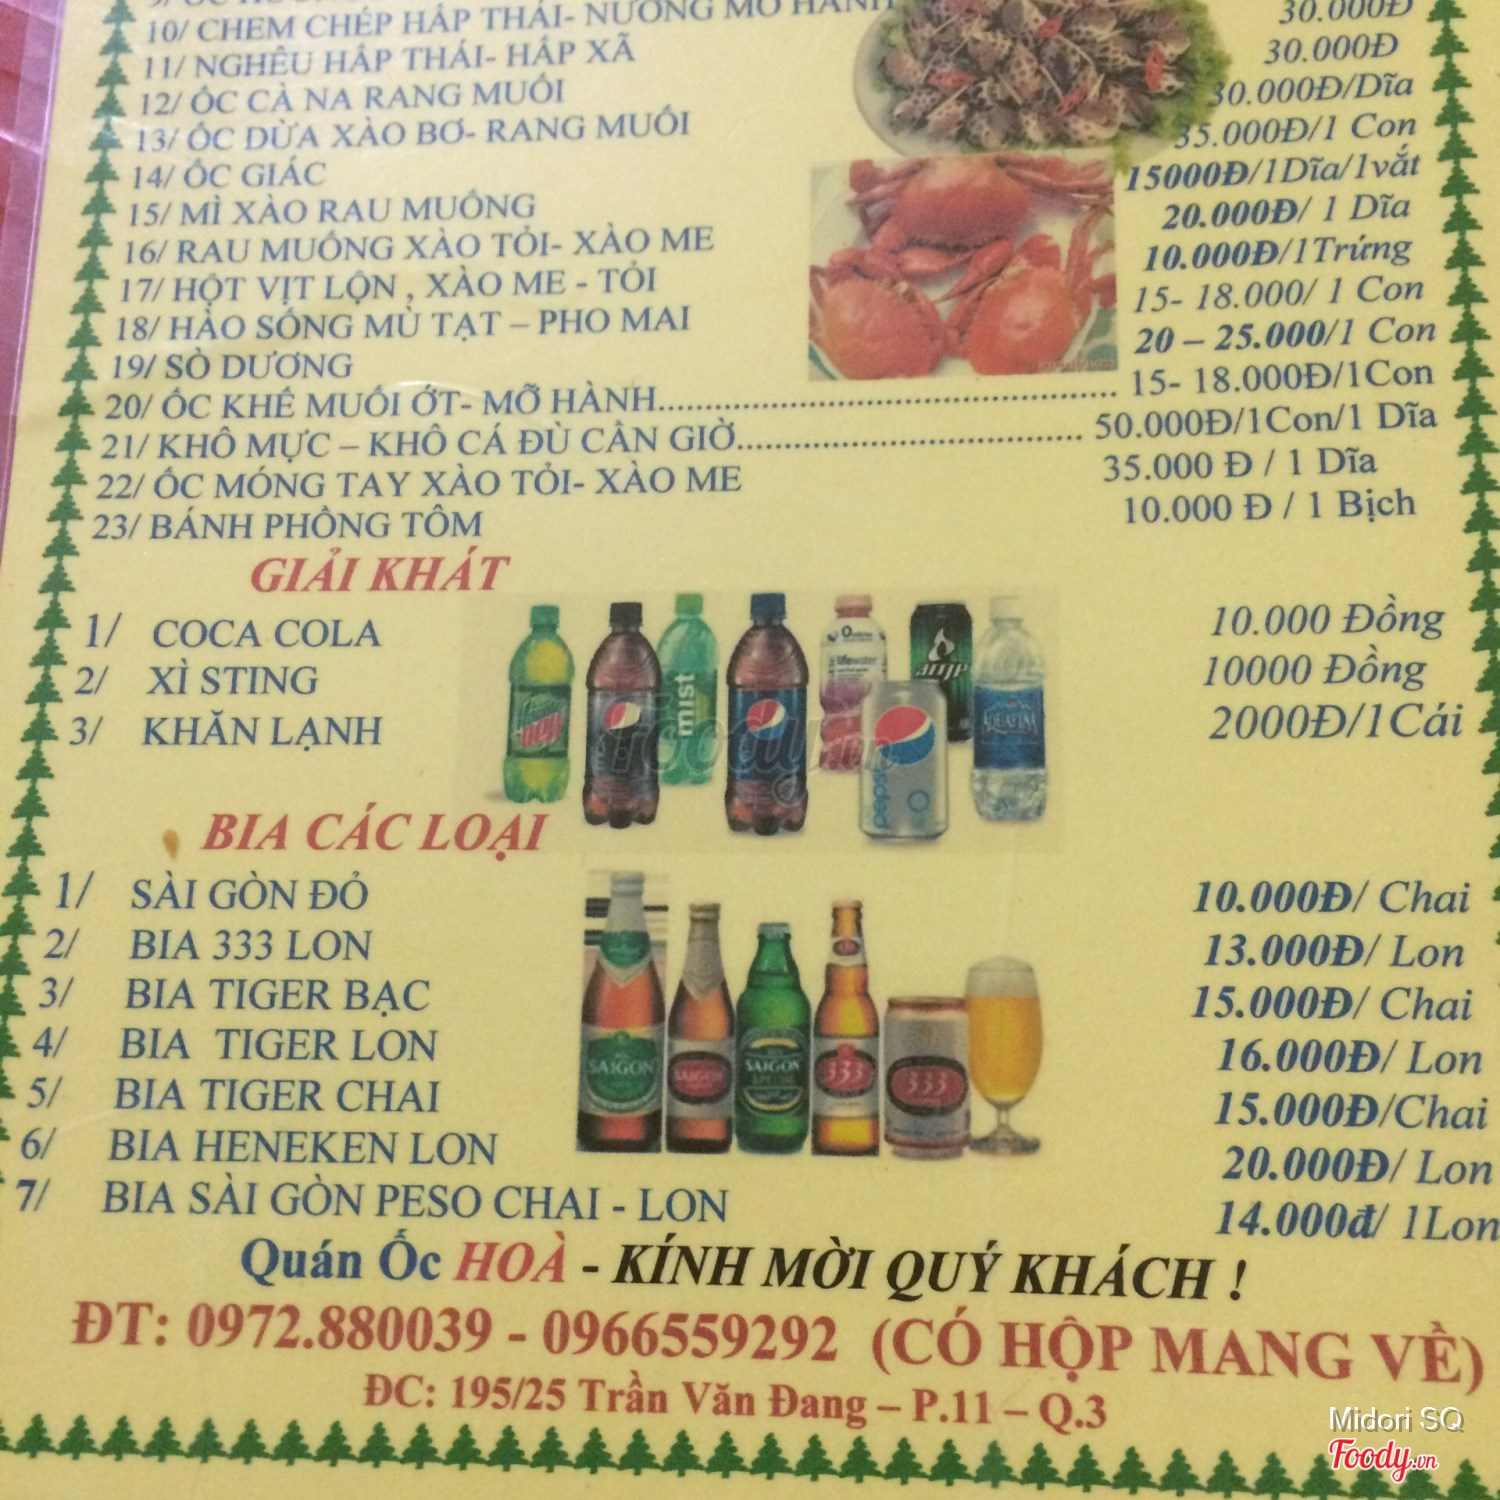 10/ CHEM CHÉP HẤP THÁI- NƯỚNG MỠ HÀNH 30.000Đ
11/ NGHÊU HẤP THÁI- HẤP XÃ 30.000Đ
12/ ỐC CÀ NA RANG MUỐI 30.000Đ/Dĩa
13/ ỐC DỪA XÀO BƠ- RANG MUỐI 35.000Đ/1 Con
14/ ỐC GIÁC 15000Đ/1Dĩa/1vắt
15/ MÌ XÀO RAU MUỐNG 20.000Đ/ 1 Dĩa
16/ RAU MUỐNG XÀO TỎI- XÀO ME 10.000Đ/1Trứng
17/ HỘT VỊT LỘN , XÀO ME - TỎI 15- 18.000/ 1 Con
18/ HÀO SỐNG MÙ TẠT – PHO MAI 20 – 25.000/1 Con
19/ SÒ DƯƠNG 15- 18.000Đ/1Con
20/ ỐC KHẾ MUỐI ỚT- MỠ HÀNH 50.000Đ/1Con/1 Dĩa
21/ KHÔ MỰC – KHÔ CÁ ĐÙ CẦN GIỜ 35.000 Đ / 1 Dĩa
22/ ỐC MÓNG TAY XÀO TỎI- XÀO ME 10.000 Đ / 1 Bịch
23/ BÁNH PHỒNG TÔM
GIẢI KHÁT
1/ COCA COLA 10.000 Đồng
2/ XÌ STING 10000 Đồng
3/ KHĂN LẠNH 2000Đ/1Cái
BIA CÁC LOẠI
1/ SÀI GÒN ĐỎ 10.000Đ/ Chai
2/ BIA 333 LON 13.000Đ/ Lon
3/ BIA TIGER BẠC 15.000Đ/ Chai
4/ BIA TIGER LON 16.000Đ/ Lon
5/ BIA TIGER CHAI 15.000Đ/Chai
6/ BIA HENEKEN LON 20.000Đ/ Lon
7/ BIA SÀI GÒN PESO CHAI - LON 14.000đ/ 1Lon
Quán Ốc HOÀ - KÍNH MỜI QUÝ KHÁCH !
ĐT: 0972.880039 - 0966559292 (CÓ HỘP MANG VỀ)
ĐC: 195/25 Trần Văn Đang – P.11 – Q.3
Midori SQ
Foody.vn